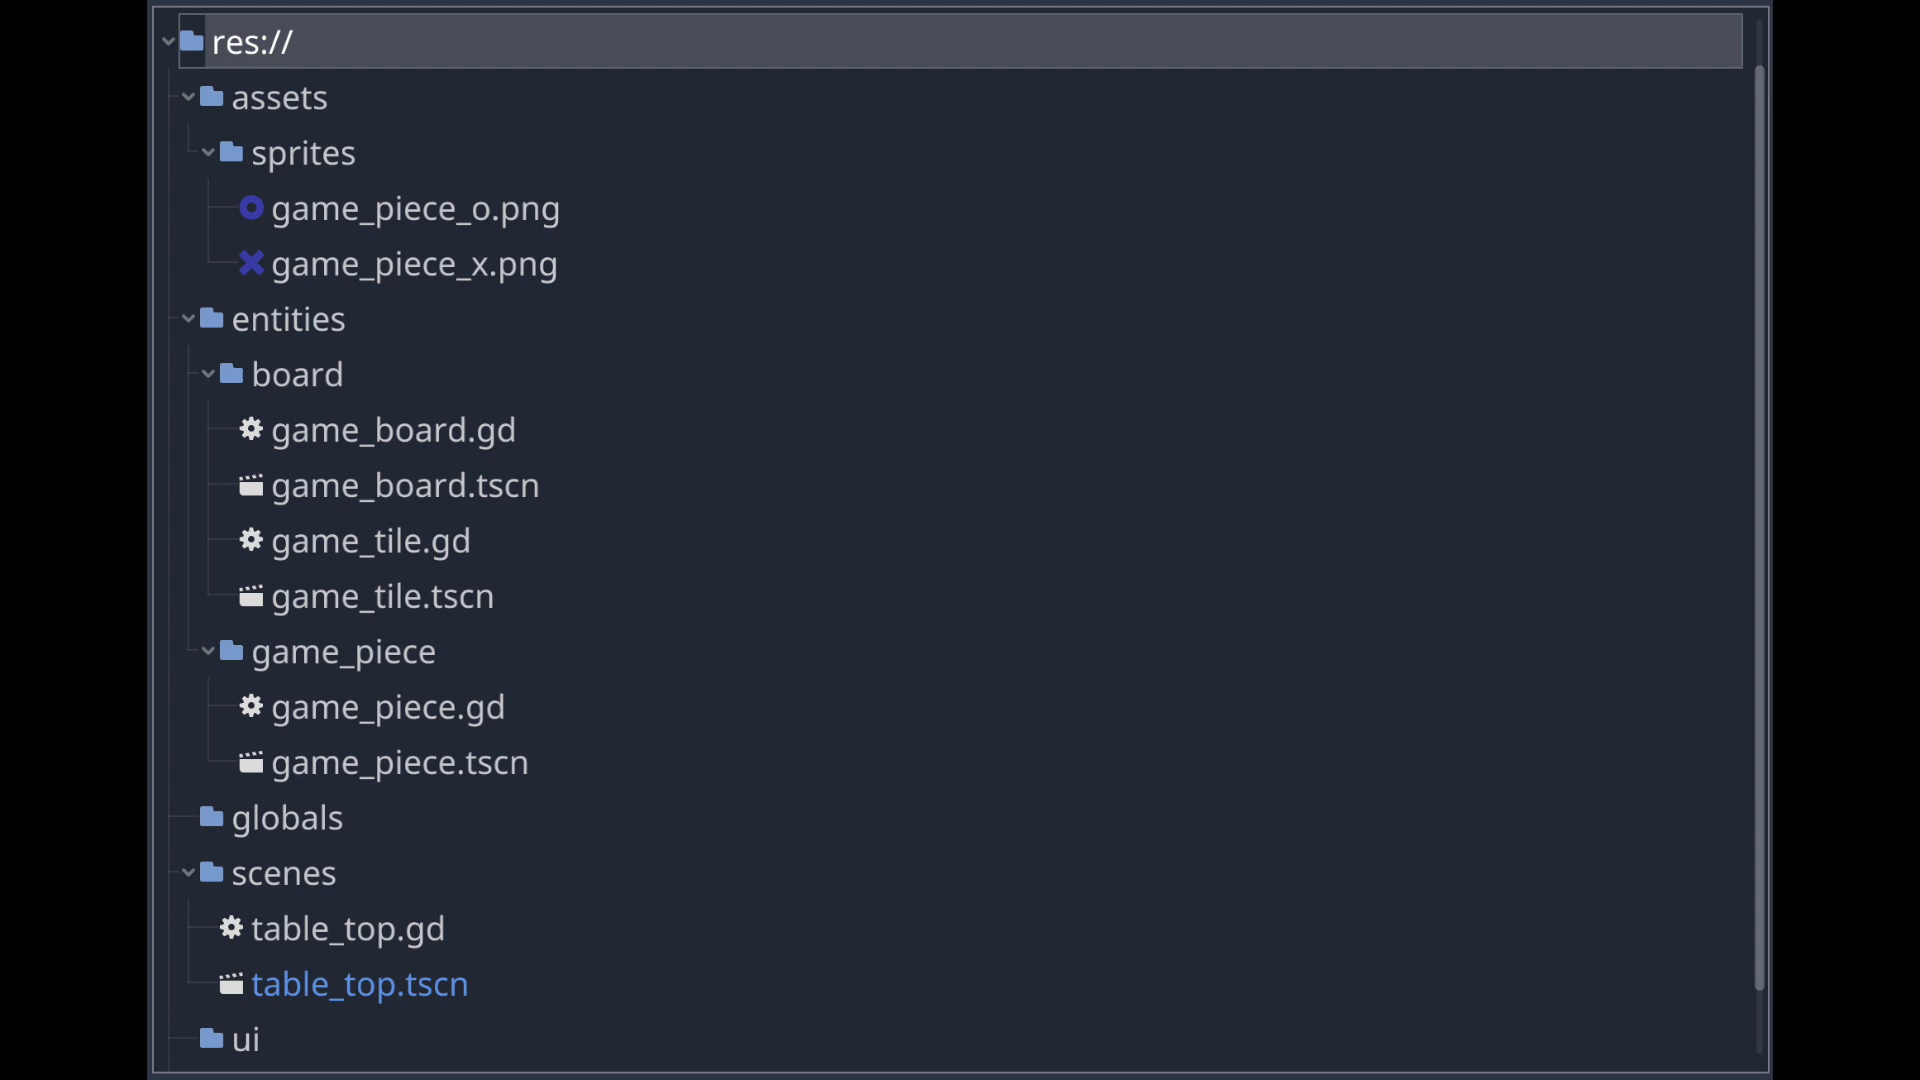 res://
assets
sprites
game_piece_o.png
game_piece_x.png
entities
board
game_board.gd
game_board.tscn
game_tile.gd
game_tile.tscn
game_piece
game_piece.gd
game_piece.tscn
globals
scenes
table_top.gd
table_top.tscn
ui